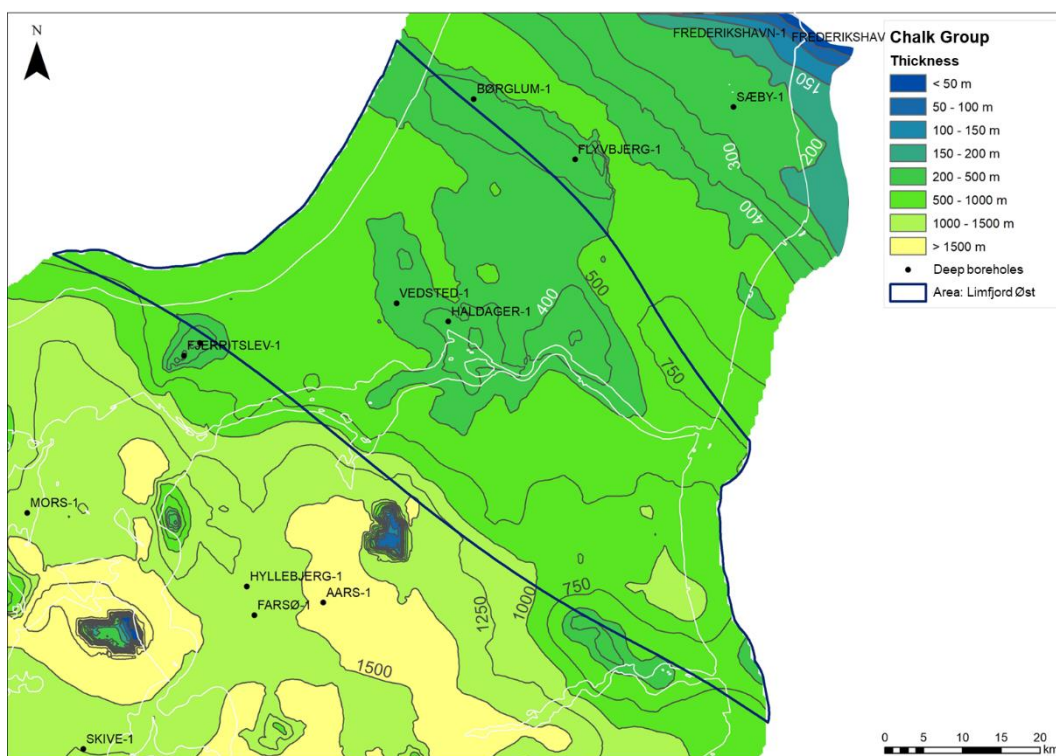 N
FREDERIKSHAVN-1
FREDERIKSHAV
BØRGLUM-1
SÆBY-1
150
FLYVBJERG-1
300
200
400
500
VEDSTED-1
HALDAGER-1
400
FJERRITSLEV-1
750
MORS-1
HYLLEBJERG-1
AARS-1
FARSØ-1
1250
1000
750
1500
SKIVE-1
Chalk Group
Thickness
< 50 m
50 - 100 m
100 - 150 m
150 - 200 m
200 - 500 m
500 - 1000 m
1000 - 1500 m
> 1500 m
Deep boreholes
Area: Limfjord Øst
0 5 10 20
km